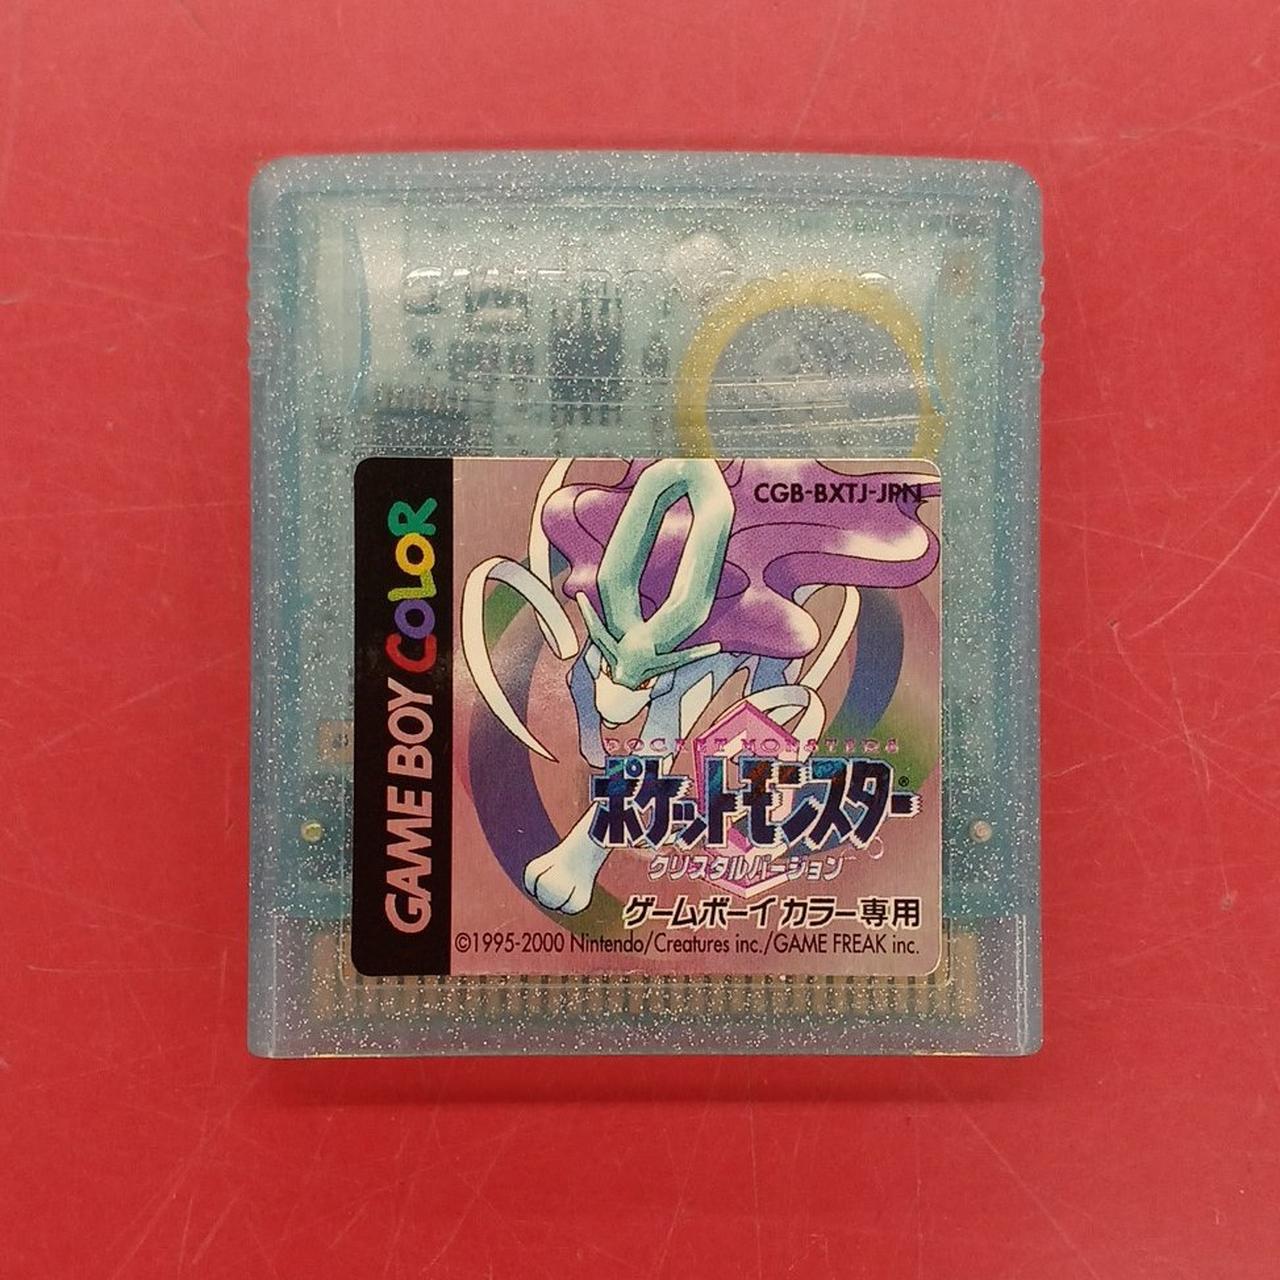 GAME BOY COLOR
CGB-BXTJ-JPN
POCKET MONSTERS
ポケットモンスター®
クリスタルバージョン
ゲームボーイカラー専用
©1995-2000 Nintendo/Creatures inc./GAME FREAK inc.